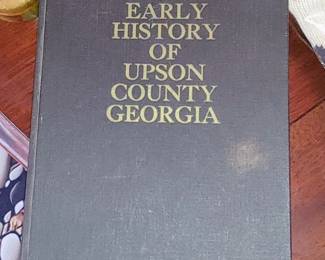 EARLY
HISTORY
OF
UPSON
COUNTY
GEORGIA